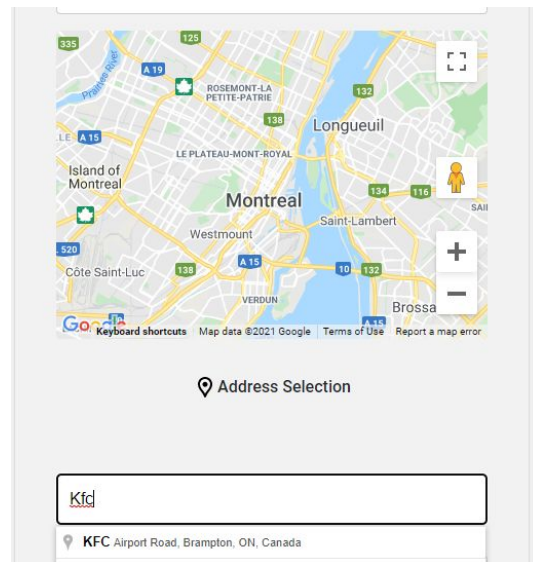 335
125
A 19
Prairies River
ROSEMONT-LA
PETITE-PATRIE
132
138
Longueuil
A 15
LE PLATEAU-MONT-ROYAL
Island of
Montreal
134
116
Montreal
Saint-Lambert
Westmount
520
A 15
Côte Saint-Luc
138
10
132
VERDUN
Brossa
A 15
Google
Keyboard shortcuts Map data ©2021 Google Terms of Use Report a map error
Address Selection
Kfc
KFC Airport Road, Brampton, ON, Canada